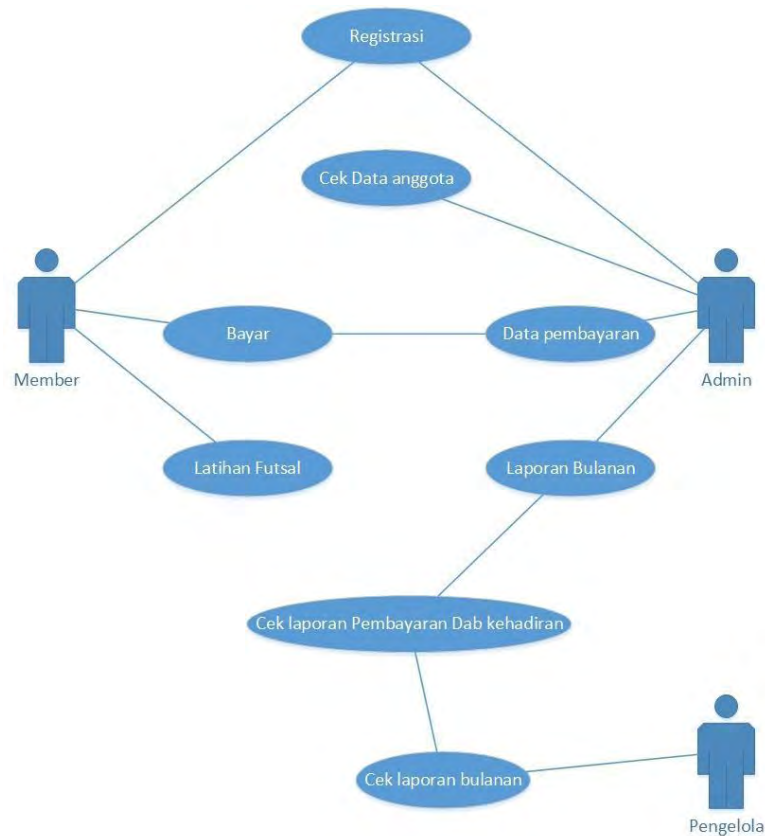 Registrasi
Cek Data anggota
Bayar
Data pembayaran
Member
Admin
Latihan Futsal
Laporan Bulanan
Cek laporan Pembayaran Dab kehadiran
Cek laporan bulanan
Pengelola